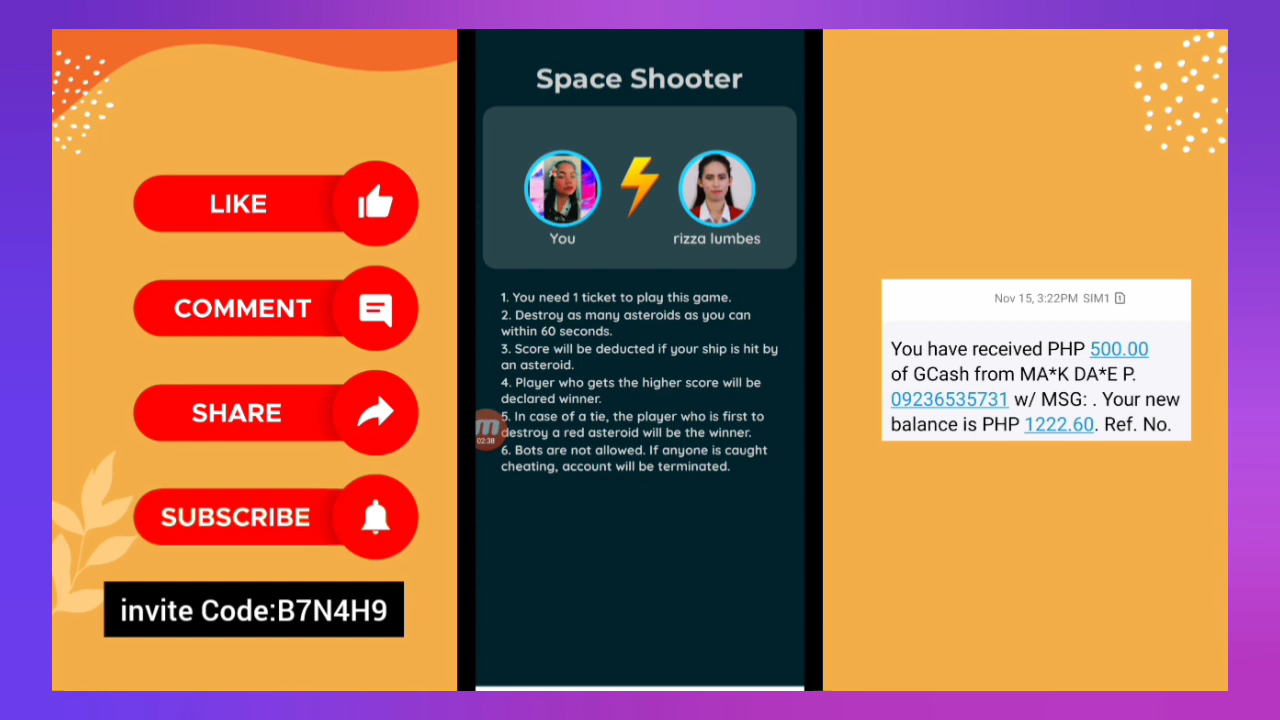 LIKE
COMMENT
SHARE
SUBSCRIBE
invite Code:B7N4H9
Space Shooter
You
rizza lumbes
1. You need 1 ticket to play this game.
2. Destroy as many asteroids as you can
within 60 seconds.
3. Score will be deducted if your ship is hit by
an asteroid.
4. Player who gets the higher score will be
declared winner.
5. In case of a tie, the player who is first to
destroy a red asteroid will be the winner.
6. Bots are not allowed. If anyone is caught
cheating, account will be terminated.
02:38
Nov 15, 3:22PM SIM1 1
You have received PHP 500.00
of GCash from MA*K DA*E P.
09236535731 w/ MSG: . Your new
balance is PHP 1222.60. Ref. No.